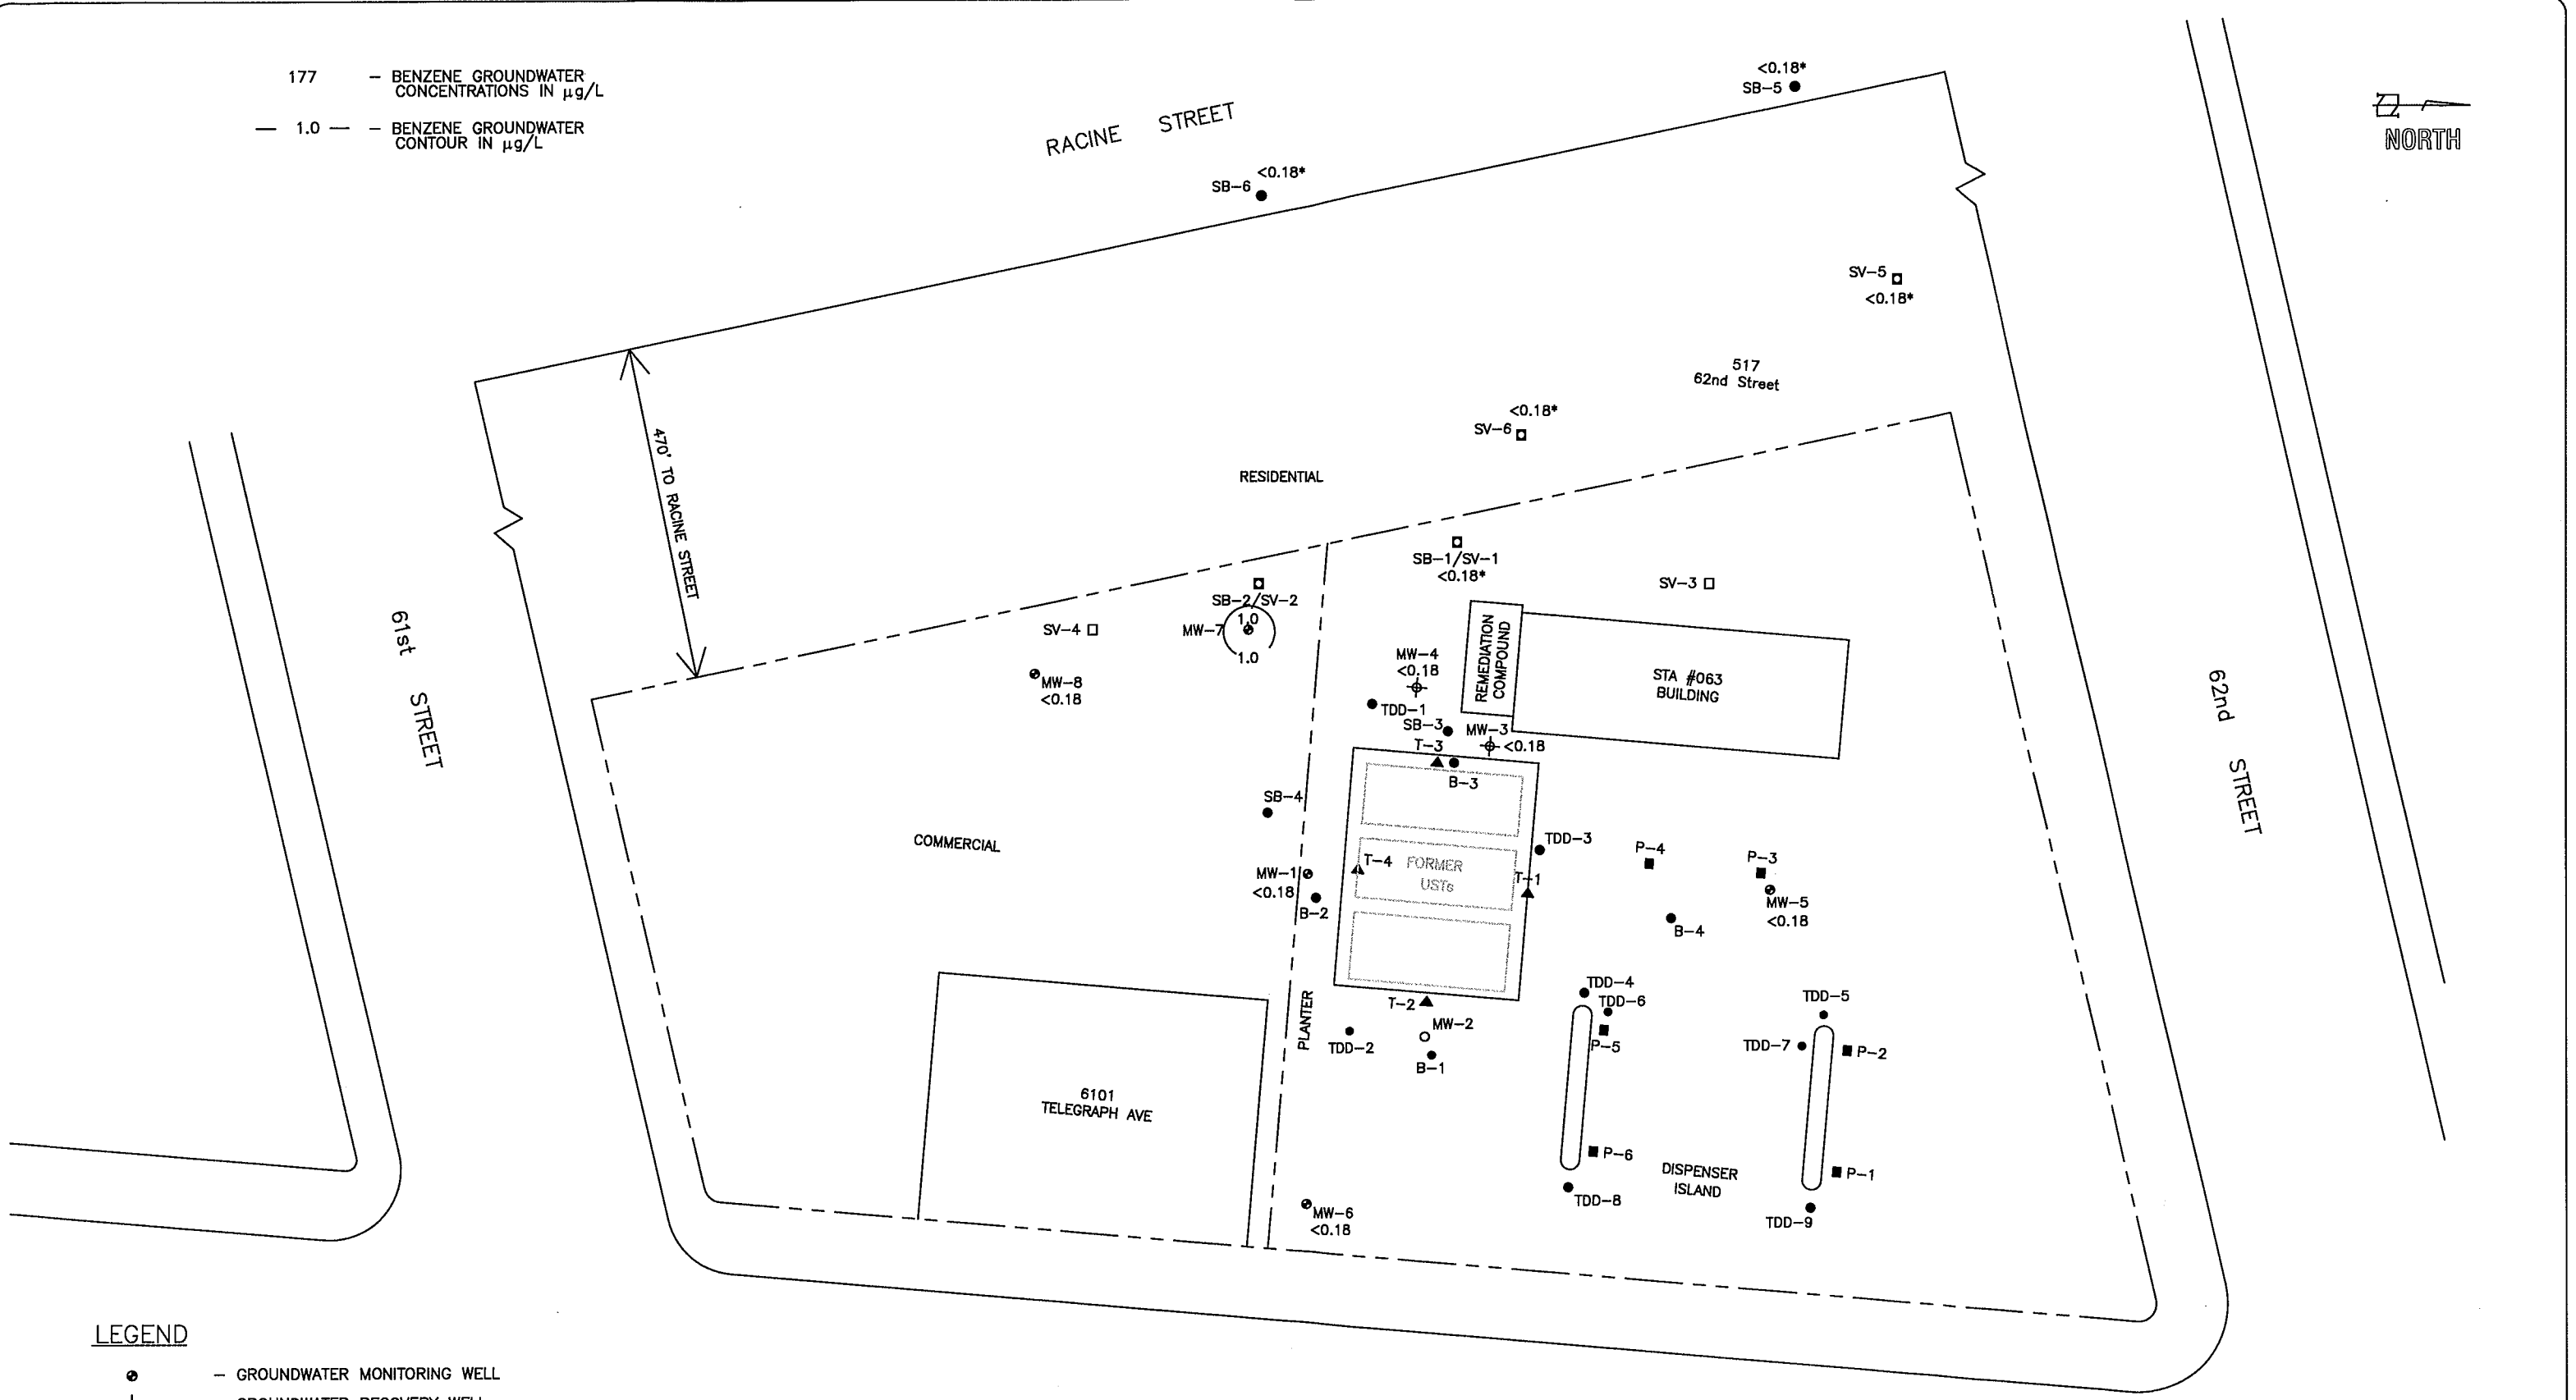 177 – BENZENE GROUNDWATER
CONCENTRATIONS IN µg/L
— 1.0 — – BENZENE GROUNDWATER
CONTOUR IN µg/L
RACINE STREET
<0.18*
SB-5
<0.18*
SB-6
NORTH
SV-5
<0.18*
517
62nd Street
<0.18*
SV-6
RESIDENTIAL
470' TO RACINE STREET
SB-1/SV-1
<0.18*
SV-3
SB-2/SV-2
1.0
MW-7
1.0
SV-4
MW-8
<0.18
61st STREET
62nd STREET
MW-4
<0.18
REMEDIATION
COMPOUND
STA #063
BUILDING
TDD-1
SB-3
MW-3
<0.18
T-3
B-3
SB-4
COMMERCIAL
TDD-3
T-4
FORMER
USTs
T-1
MW-1
<0.18
B-2
P-4
P-3
MW-5
<0.18
B-4
TDD-4
TDD-6
P-5
TDD-5
TDD-7
P-2
T-2
MW-2
TDD-2
B-1
PLANTER
6101
TELEGRAPH AVE
P-6
DISPENSER
ISLAND
P-1
TDD-8
TDD-9
MW-6
<0.18
LEGEND
– GROUNDWATER MONITORING WELL
GROUNDWATER RECOVERY WELL